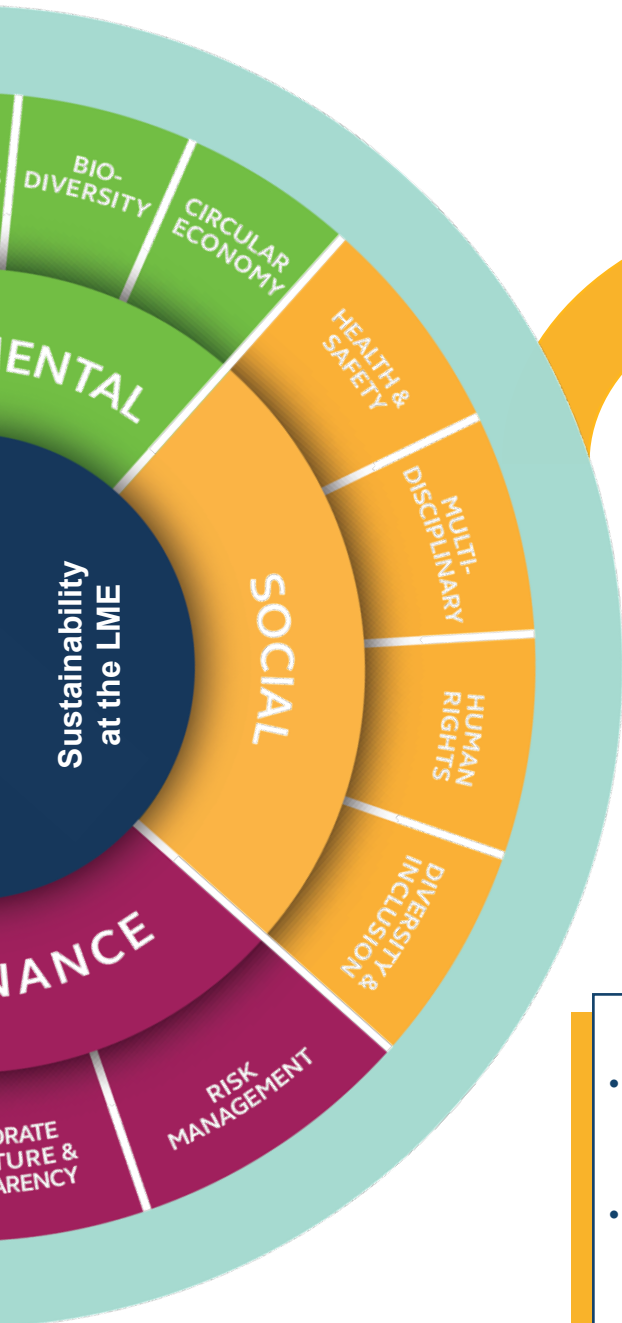 BIO-
DIVERSITY
CIRCULAR
ECONOMY
MENTAL
HEALTH &
SAFETY
MULTI-
DISCIPLINARY
SOCIAL
Sustainability
at the LME
HUMAN
RIGHTS
DIVERSITY &
INCLUSION
NANCE
RISK
MANAGEMENT
ORATE
TURE &
ARENCY